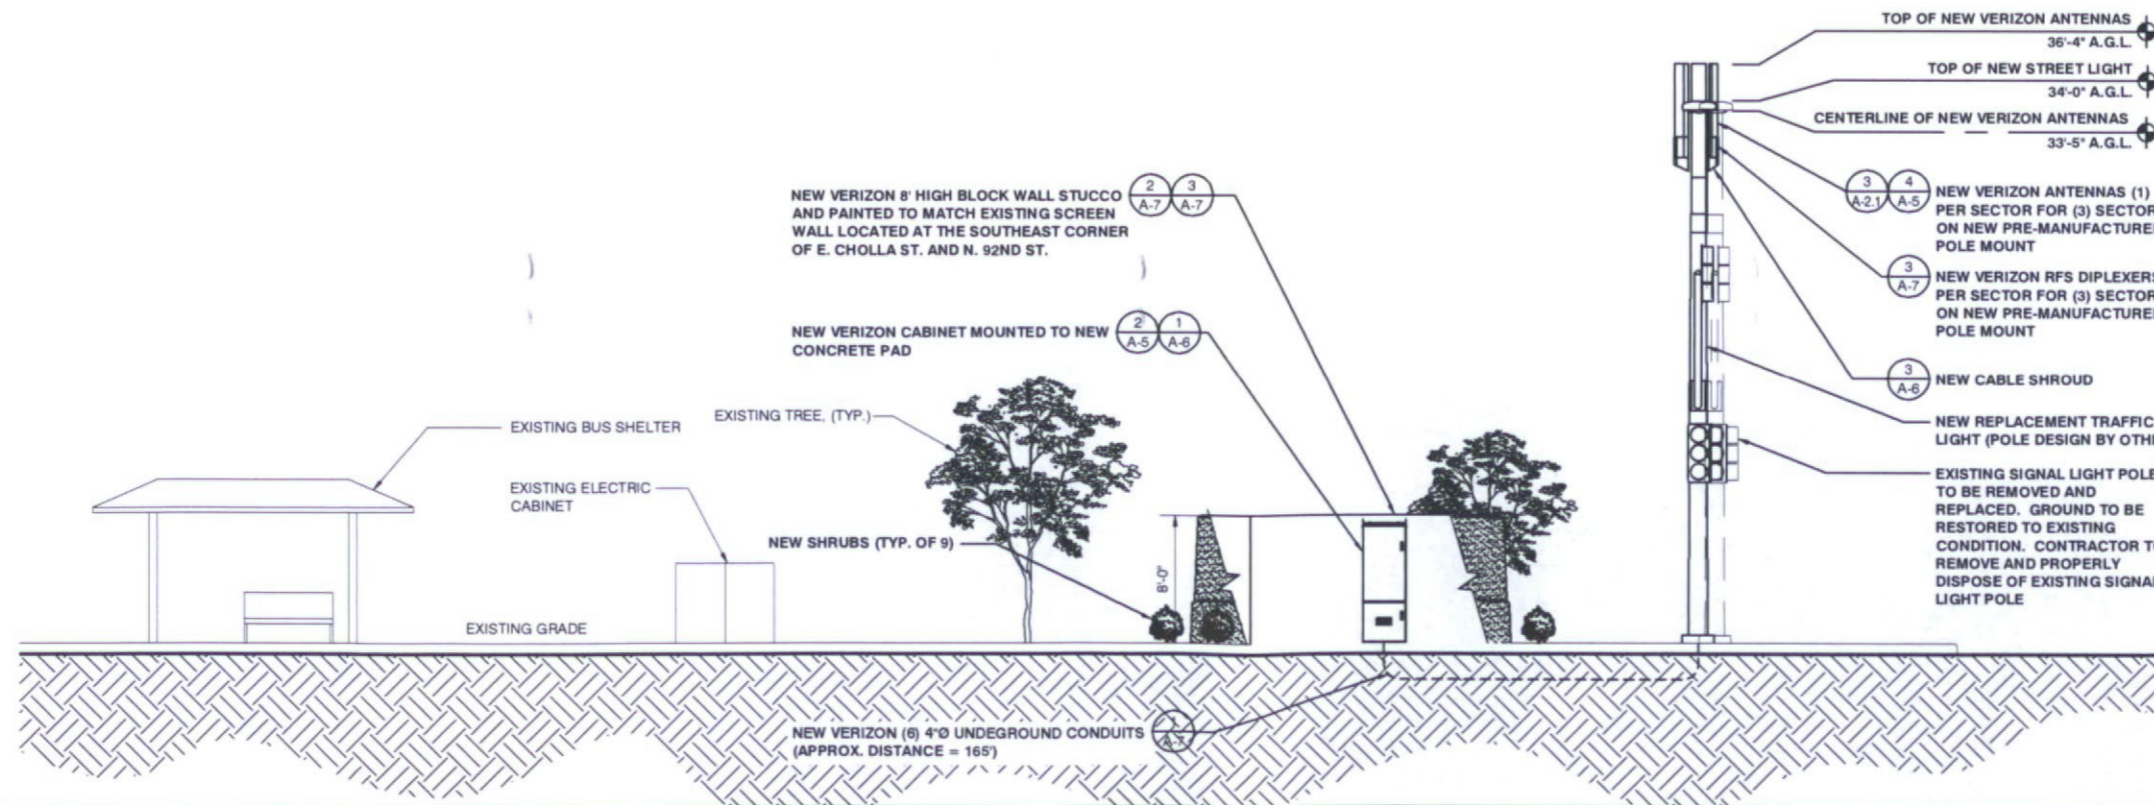 TOP OF NEW VERIZON ANTENNAS
36'-4" A.G.L.
TOP OF NEW STREET LIGHT
34'-0" A.G.L.
CENTERLINE OF NEW VERIZON ANTENNAS
33'-5" A.G.L.
NEW VERIZON 8' HIGH BLOCK WALL STUCCO
AND PAINTED TO MATCH EXISTING SCREEN
WALL LOCATED AT THE SOUTHEAST CORNER
OF E. CHOLLA ST. AND N. 92ND ST.
2 3
A-7 A-7
3 4
A-2.1 A-5
NEW VERIZON ANTENNAS (1)
PER SECTOR FOR (3) SECTOR
ON NEW PRE-MANUFACTURE
POLE MOUNT
3
A-7
NEW VERIZON RFS DIPLEXERS
PER SECTOR FOR (3) SECTOR
ON NEW PRE-MANUFACTURE
POLE MOUNT
NEW VERIZON CABINET MOUNTED TO NEW
CONCRETE PAD
2 1
A-5 A-6
3
A-6
NEW CABLE SHROUD
NEW REPLACEMENT TRAFFIC
LIGHT (POLE DESIGN BY OTH
EXISTING SIGNAL LIGHT POLE
TO BE REMOVED AND
REPLACED. GROUND TO BE
RESTORED TO EXISTING
CONDITION. CONTRACTOR T
REMOVE AND PROPERLY
DISPOSE OF EXISTING SIGNA
LIGHT POLE
EXISTING BUS SHELTER
EXISTING TREE, (TYP.)
EXISTING ELECTRIC
CABINET
NEW SHRUBS (TYP. OF 9)
8'-0"
EXISTING GRADE
NEW VERIZON (6) 4"Ø UNDEGROUND CONDUITS
(APPROX. DISTANCE = 165')
1
A-7